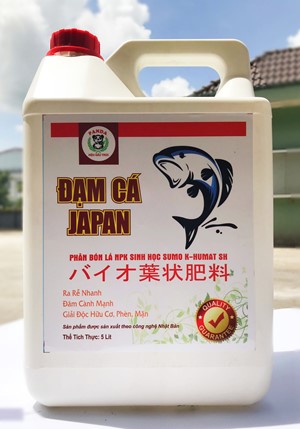 PANDA
ĐẠM CÁ
JAPAN
PHÂN BÓN LÁ NPK SINH HỌC SUMO K-HUMAT SH
バイオ葉状肥料
Ra Rễ Nhanh
Đâm Cành Mạnh
Giải Độc Hữu Cơ, Phèn, Mặn
Sản phẩm được sản xuất theo công nghệ Nhật Bản
Thể Tích Thực: 5 Lít
QUALITY
GUARANTEE